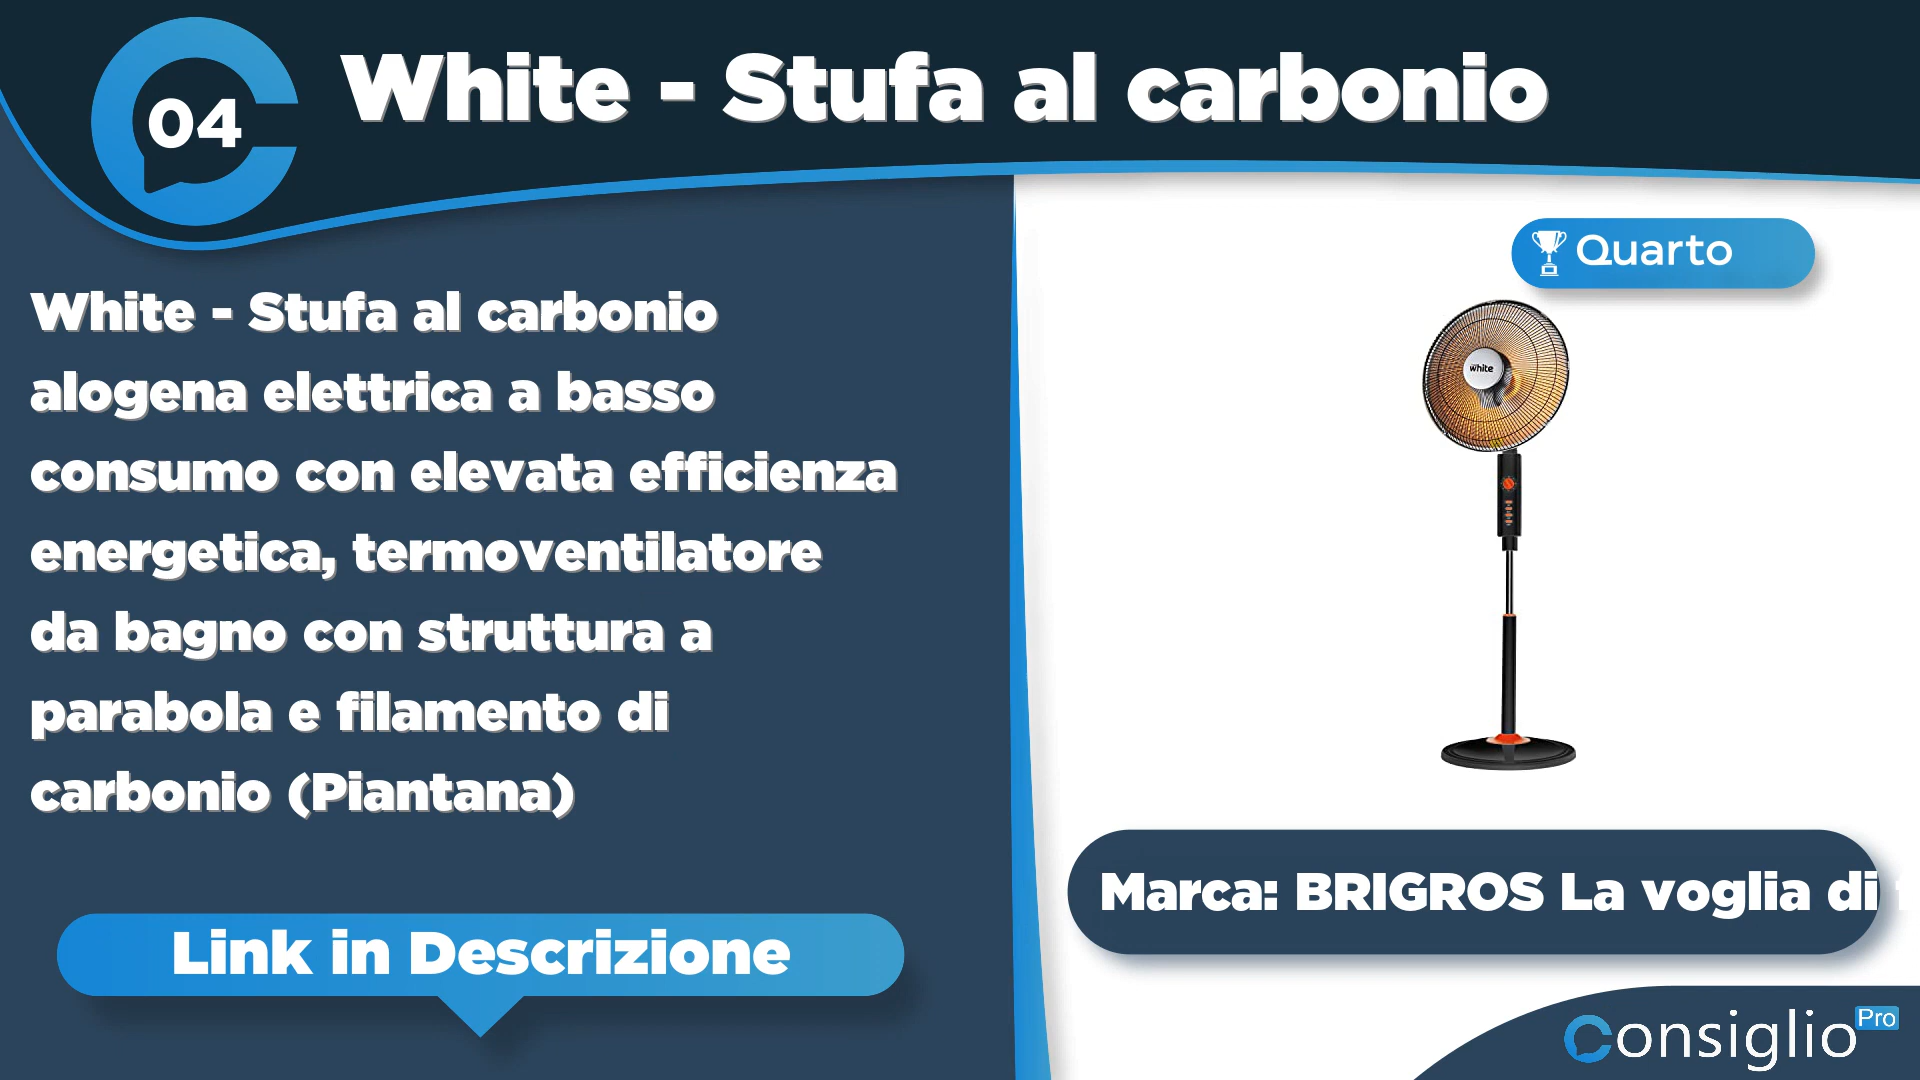 04
White - Stufa al carbonio
Quarto
White - Stufa al carbonio
alogena elettrica a basso
consumo con elevata efficienza
energetica, termoventilatore
da bagno con struttura a
parabola e filamento di
carbonio (Piantana)
white
Marca: BRIGROS La voglia di
Link in Descrizione
Consiglio Pro